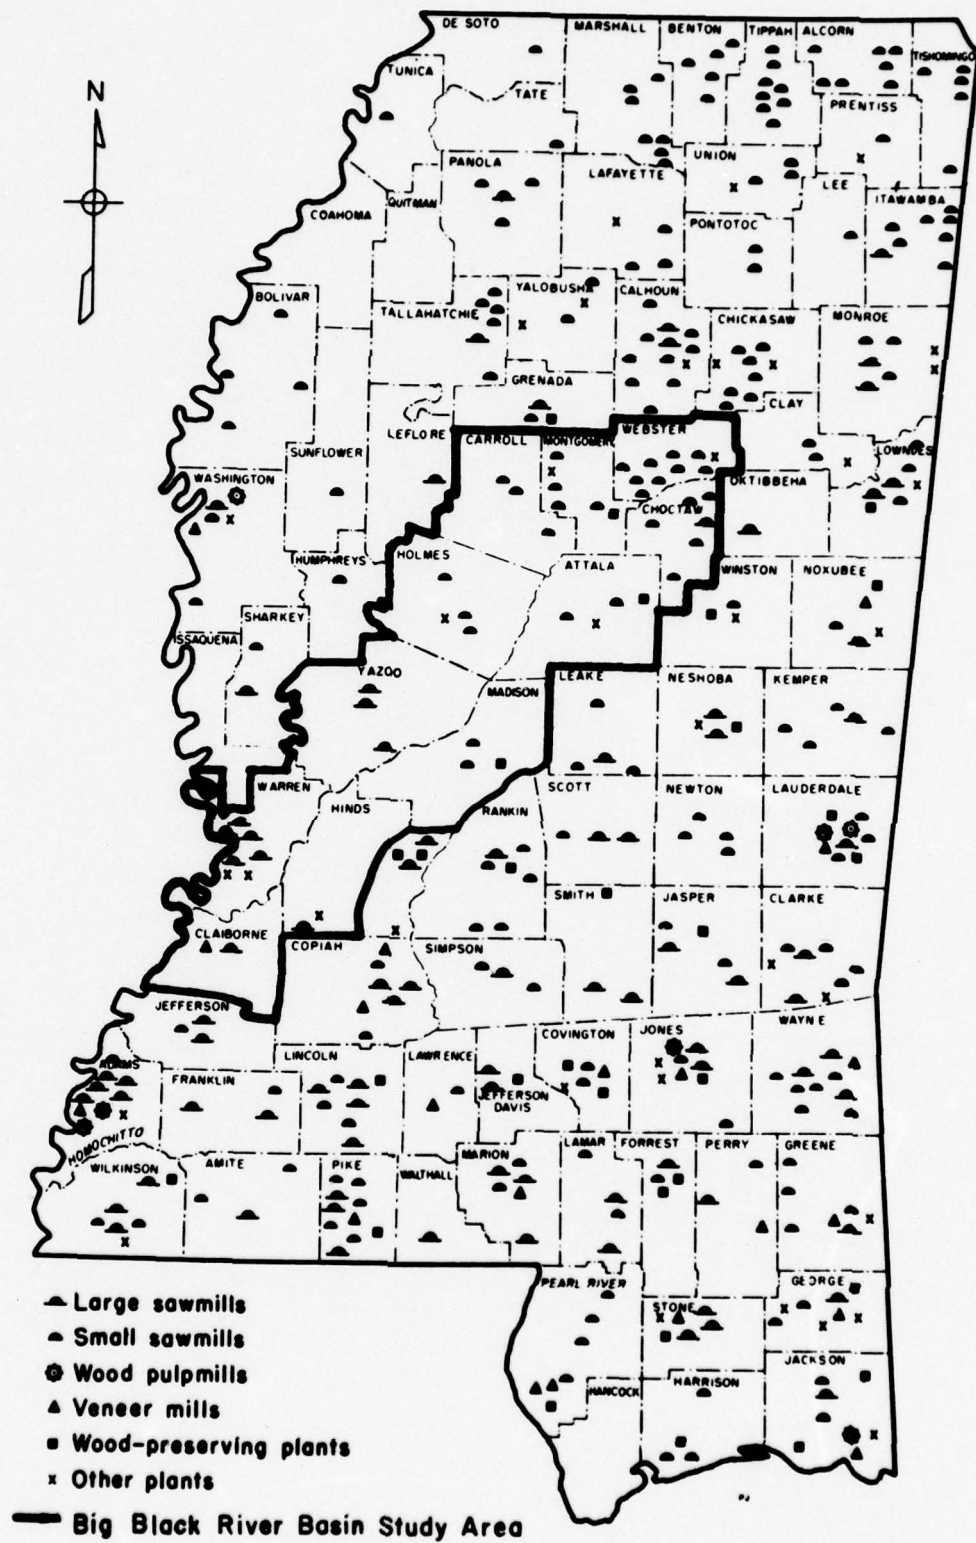 DE SOTO
MARSHALL
BENTON
TIPPAH
ALCORN
TISHOMINGO
TUNICA
TATE
PRENTISS
N
PANOLA
LAFAYETTE
UNION
LEE
ITAWAMBA
QUITMAN
COAHOMA
PONTOTOC
BOLIVAR
TALLAHATCHIE
YALOBUSHA
CALHOUN
CHICKASAW
MONROE
GRENADA
CLAY
LEFLORE
CARROLL
MONTGOMERY
WEBSTER
LOWNDES
SUNFLOWER
WASHINGTON
OKTIBBEHA
CHOCTAW
HUMPHREYS
HOLMES
ATTALA
WINSTON
NOXUBEE
SHARKEY
ISSAQUENA
YAZOO
MADISON
LEAKE
NESHOBA
KEMPER
WARREN
HINDS
RANKIN
SCOTT
NEWTON
LAUDERDALE
SMITH
JASPER
CLARKE
CLAIBORNE
COPIAH
SIMPSON
JEFFERSON
COVINGTON
JONES
WAYNE
ADAMS
FRANKLIN
LINCOLN
LAWRENCE
JEFFERSON
DAVIS
HOMOCHITTO
WILKINSON
AMITE
PIKE
WALTHALL
MARION
LAMAR
FORREST
PERRY
GREENE
PEARL RIVER
STONE
GEORGE
HANCOCK
HARRISON
JACKSON
Large sawmills
Small sawmills
Wood pulpmills
Veneer mills
Wood-preserving plants
Other plants
Big Black River Basin Study Area